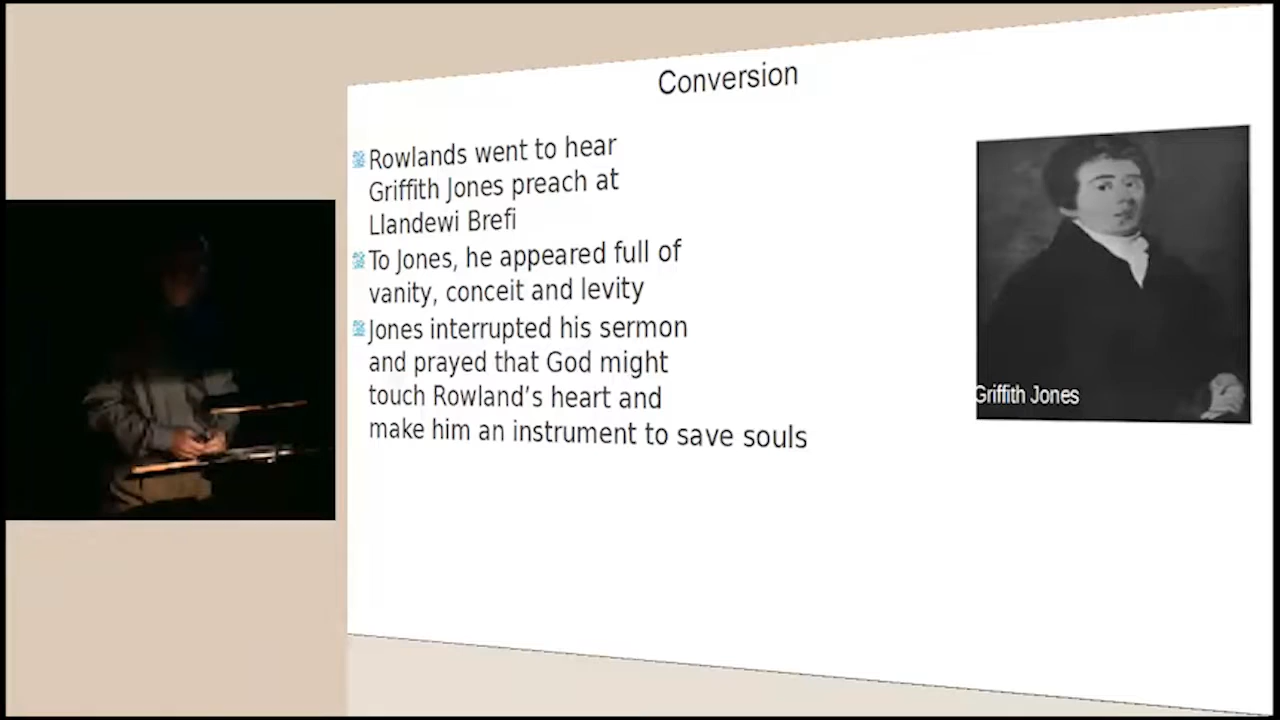 Conversion
Rowlands went to hear
Griffith Jones preach at
Llandewi Brefi
To Jones, he appeared full of
vanity, conceit and levity
Jones interrupted his sermon
and prayed that God might
touch Rowland’s heart and
make him an instrument to save souls
Griffith Jones